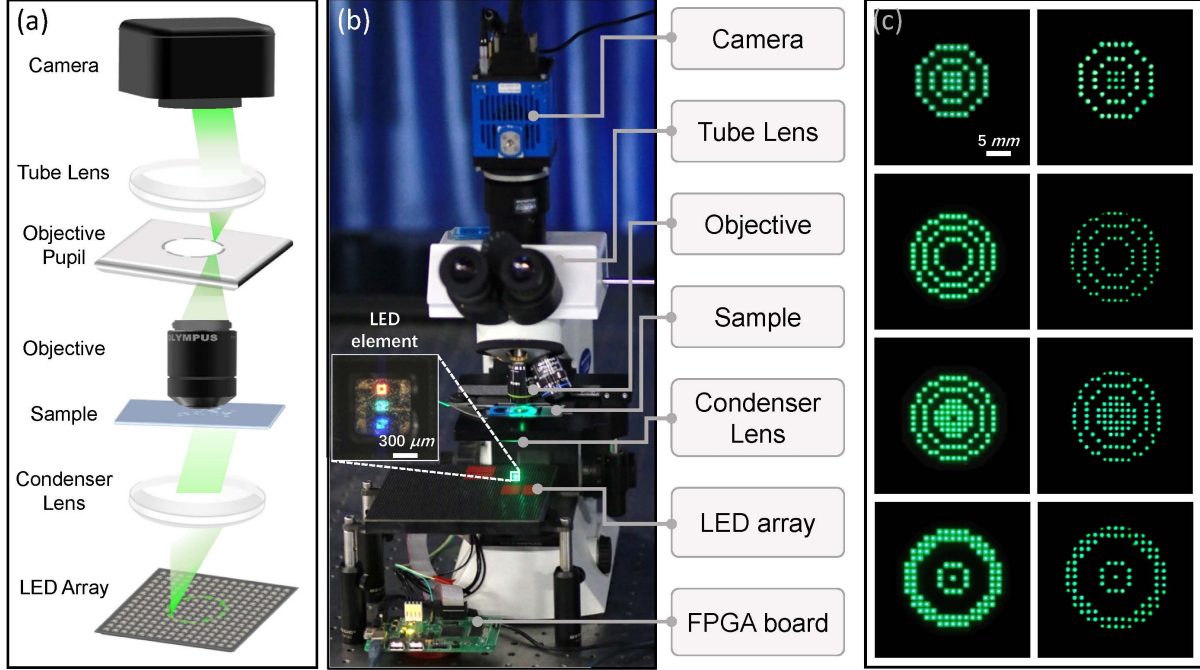 (a)
Camera
Tube Lens
Objective
Pupil
OLYMPUS
Objective
Sample
Condenser
Lens
LED Array
(b)
LED
element
300 μm
Camera
Tube Lens
Objective
Sample
Condenser
Lens
LED array
FPGA board
(c)
5 mm